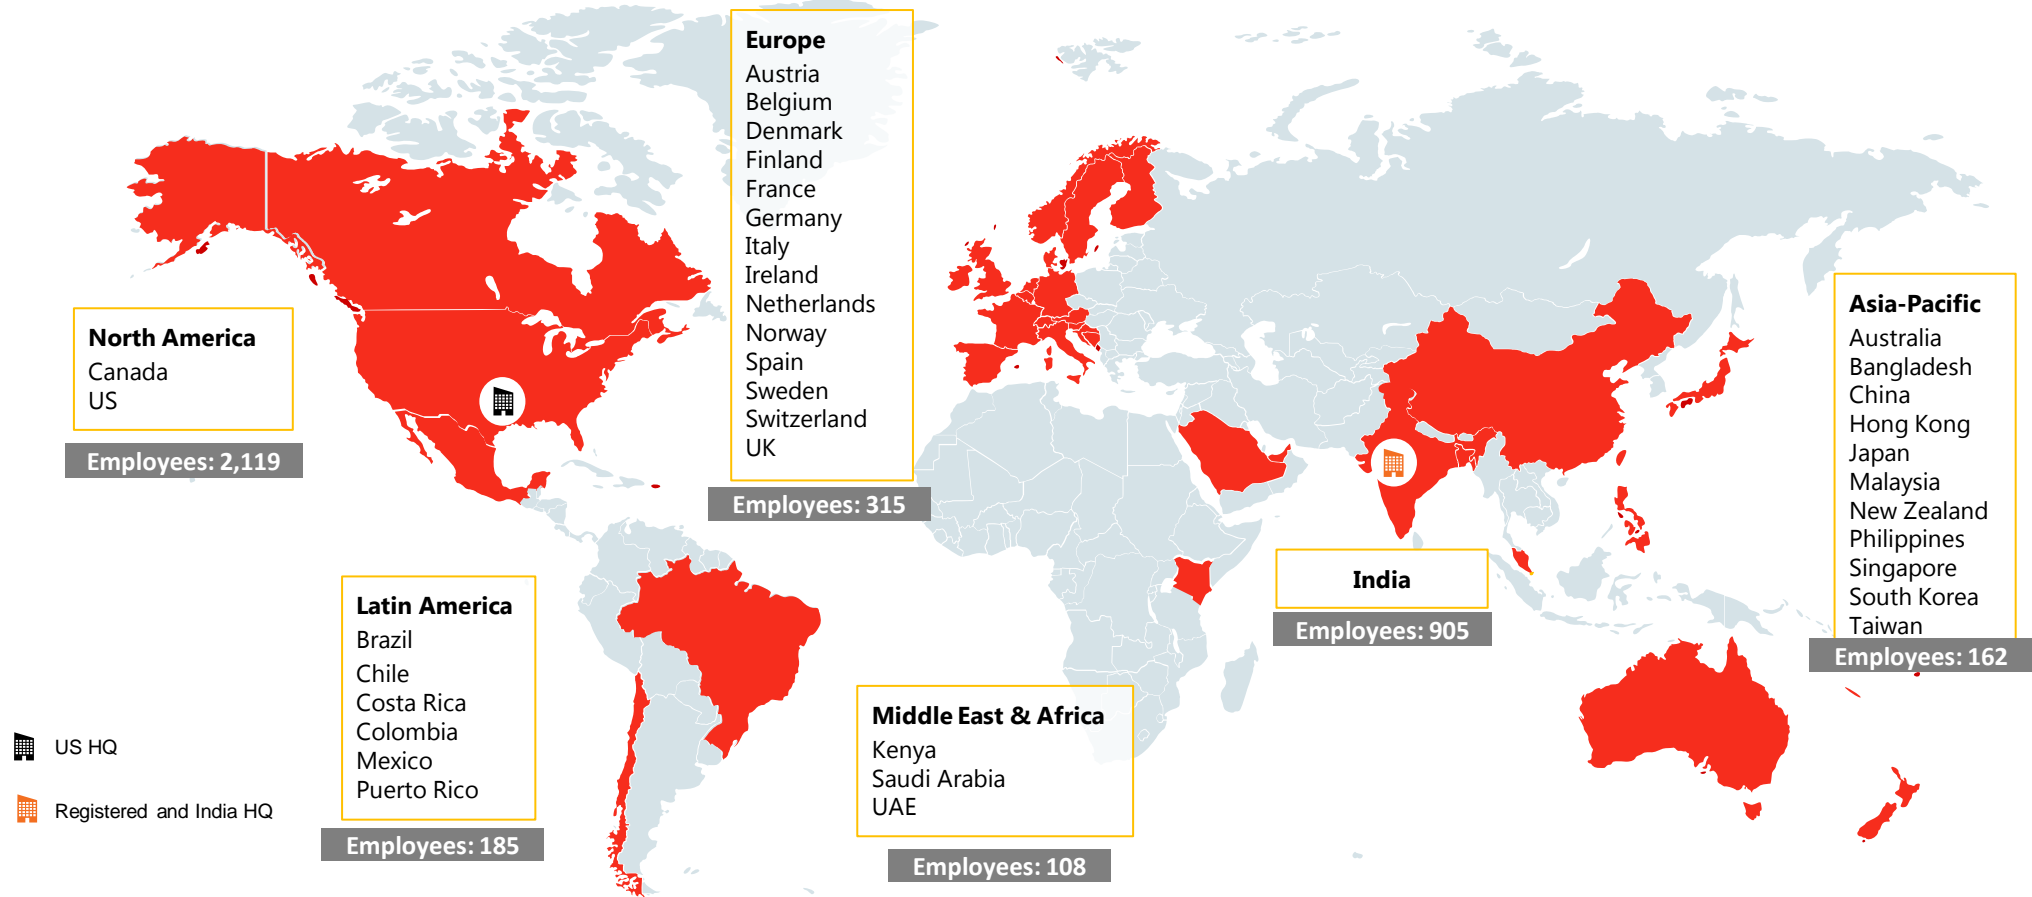 Europe
Austria
Belgium
Denmark
Finland
France
Germany
Italy
Ireland
Netherlands
Norway
Spain
Sweden
Switzerland
UK
Employees: 315
North America
Canada
US
Employees: 2,119
Asia-Pacific
Australia
Bangladesh
China
Hong Kong
Japan
Malaysia
New Zealand
Philippines
Singapore
South Korea
Taiwan
Employees: 162
India
Employees: 905
Latin America
Brazil
Chile
Costa Rica
Colombia
Mexico
Puerto Rico
Employees: 185
Middle East & Africa
Kenya
Saudi Arabia
UAE
Employees: 108
US HQ
Registered and India HQ